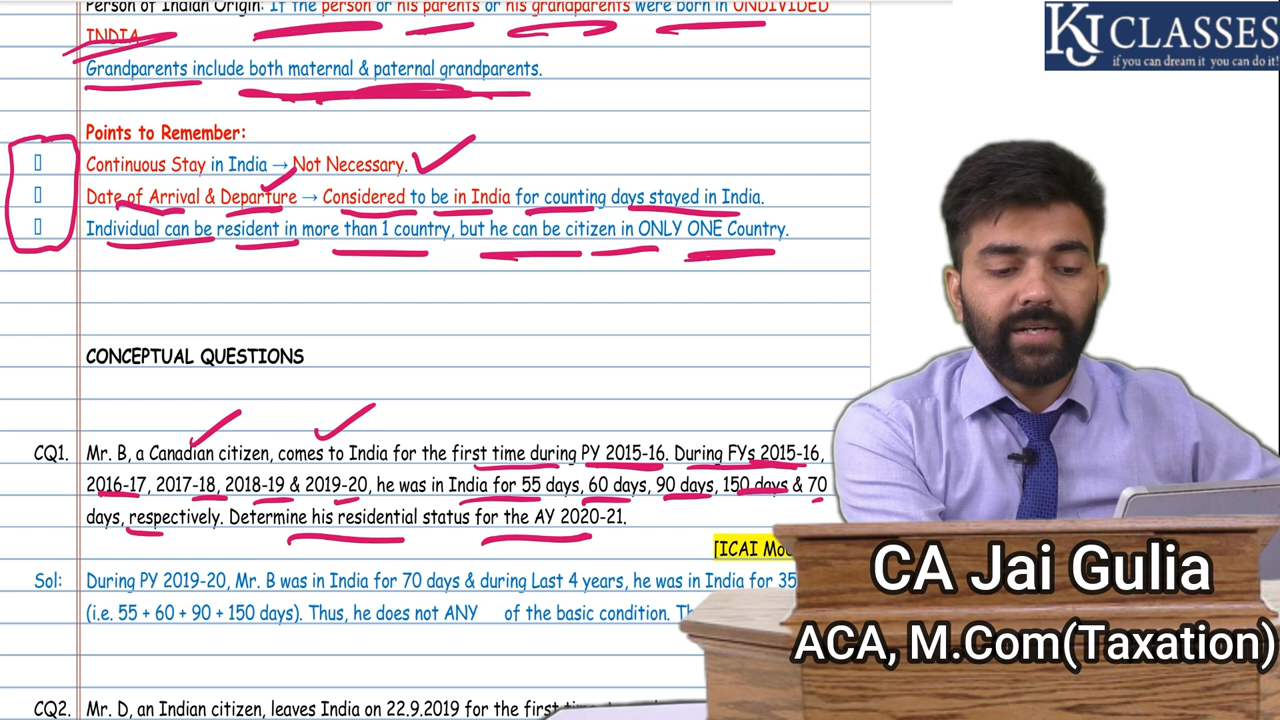 Person of Indian Origin: If the person or his parents or his grandparents were born in UNDIVIDED
INDIA
Grandparents include both maternal & paternal grandparents.
Points to Remember:
Continuous Stay in India → Not Necessary.
Date of Arrival & Departure → Considered to be in India for counting days stayed in India.
Individual can be resident in more than 1 country, but he can be citizen in ONLY ONE Country.
CONCEPTUAL QUESTIONS
CQ1. Mr. B, a Canadian citizen, comes to India for the first time during PY 2015-16. During FYs 2015-16,
2016-17, 2017-18, 2018-19 & 2019-20, he was in India for 55 days, 60 days, 90 days, 150 days & 70
days, respectively. Determine his residential status for the AY 2020-21.
[ICAI
Sol: During PY 2019-20, Mr. B was in India for 70 days & during Last 4 years, he was in India for 35
(i.e. 55 + 60 + 90 + 150 days). Thus, he does not ANY of the basic condition.
CQ2. Mr. D, an Indian citizen, leaves India on 22.9.2019 for the first
KJ CLASSES
if you can dream it you can do it!
CA Jai Gulia
ACA, M.Com(Taxation)